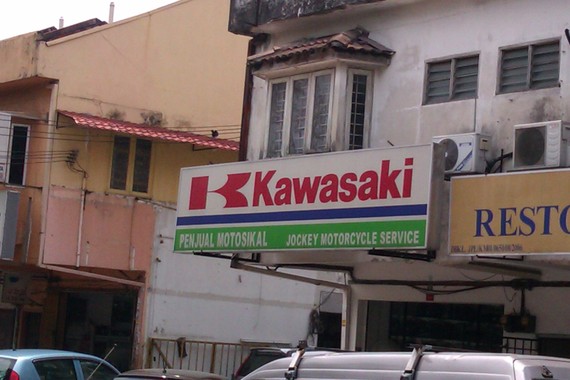 Kawasaki
PENJUAL MOTOSIKAL JOCKEY MOTORCYCLE SERVICE
RESTO